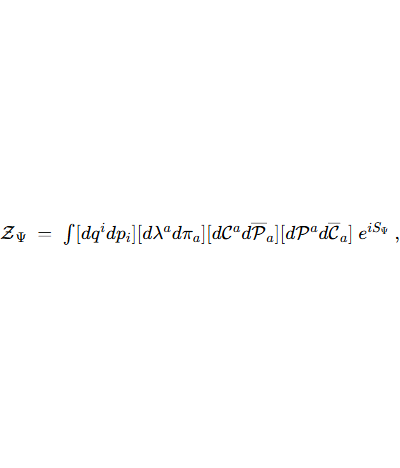 𝒵_Ψ = ∫[dq^i dp_i][dλ^a dπ_a][d𝒞^a d𝒫̅_a][d𝒫^a d𝒞̅_a] e^{iS_Ψ} ,